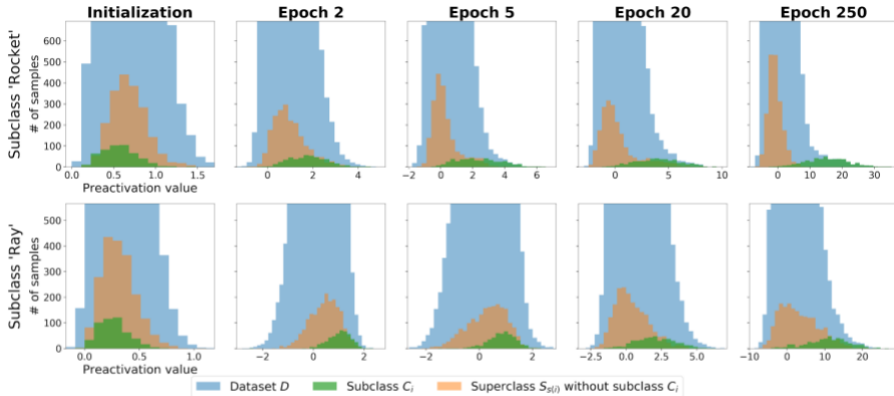 Initialization Epoch 2 Epoch 5 Epoch 20 Epoch 250
Subclass 'Rocket'
# of samples
600
500
400
300
200
100
0
0.0 0.5 1.0 1.5
0 2 4
−2 0 2 4 6
0 5 10
0 10 20 30
Preactivation value
Subclass 'Ray'
# of samples
500
400
300
200
100
0
0.0 0.5 1.0
−2 0 2
−2 0 2
−2.5 0.0 2.5 5.0
−10 0 10 20
Preactivation value
Dataset D Subclass Cᵢ Superclass Sₛ₍ᵢ₎ without subclass Cᵢ